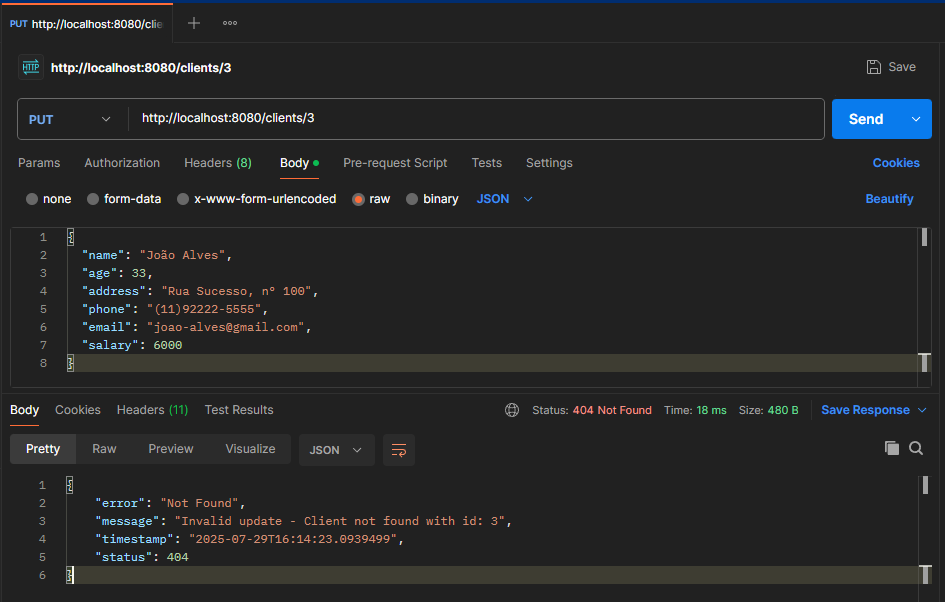 PUT http://localhost:8080/clie
HTTP http://localhost:8080/clients/3 Save
PUT http://localhost:8080/clients/3 Send
Params Authorization Headers (8) Body Pre-request Script Tests Settings Cookies
none form-data x-www-form-urlencoded raw binary JSON Beautify
1 {
2 "name": "João Alves",
3 "age": 33,
4 "address": "Rua Sucesso, n° 100",
5 "phone": "(11)92222-5555",
6 "email": "joao-alves@gmail.com",
7 "salary": 6000
8 }
Body Cookies Headers (11) Test Results Status: 404 Not Found Time: 18 ms Size: 480 B Save Response
Pretty Raw Preview Visualize JSON
1 {
2 "error": "Not Found",
3 "message": "Invalid update - Client not found with id: 3",
4 "timestamp": "2025-07-29T16:14:23.0939499",
5 "status": 404
6 }